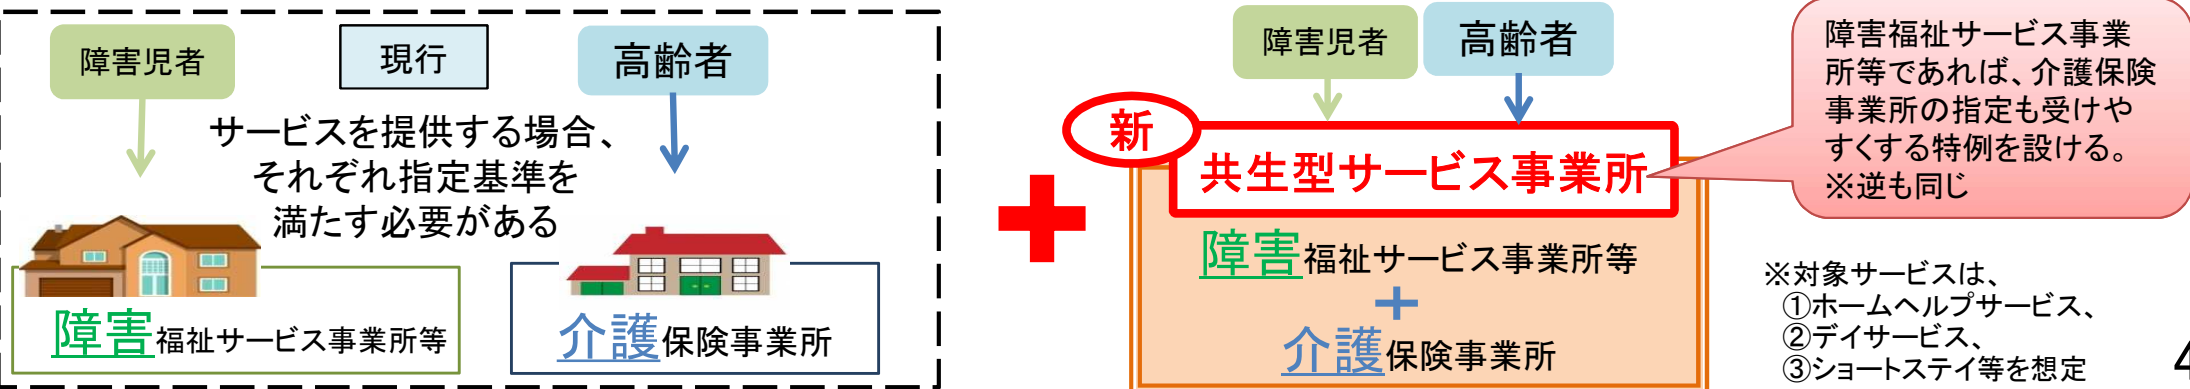 障害児者
現行
高齢者
サービスを提供する場合、
それぞれ指定基準を
満たす必要がある
障害福祉サービス事業所等
介護保険事業所
障害児者
高齢者
新
共生型サービス事業所
障害福祉サービス事業所等
+
介護保険事業所
障害福祉サービス事業
所等であれば、介護保険
事業所の指定も受けや
すくする特例を設ける。
※逆も同じ
※対象サービスは、
①ホームヘルプサービス、
②デイサービス、
③ショートステイ等を想定